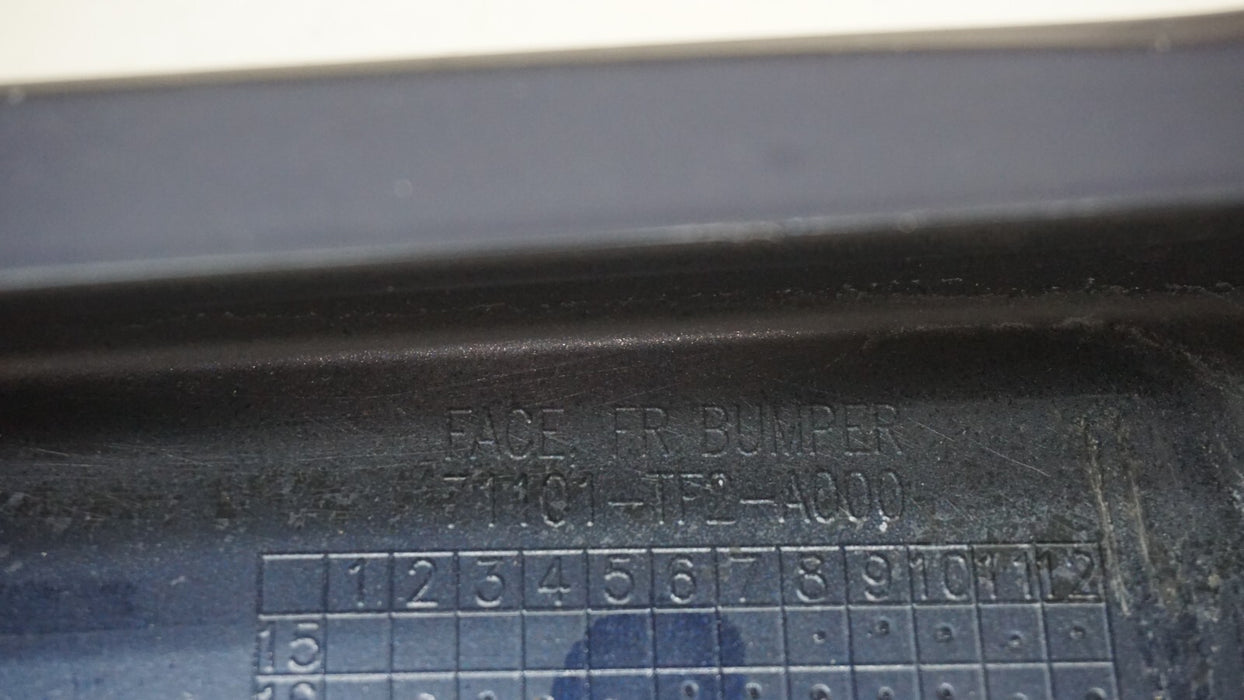 FACE, FR BUMPER
71101-TF2-A000
1 2 3 4 5 6 7 8 9 10 11 12
15